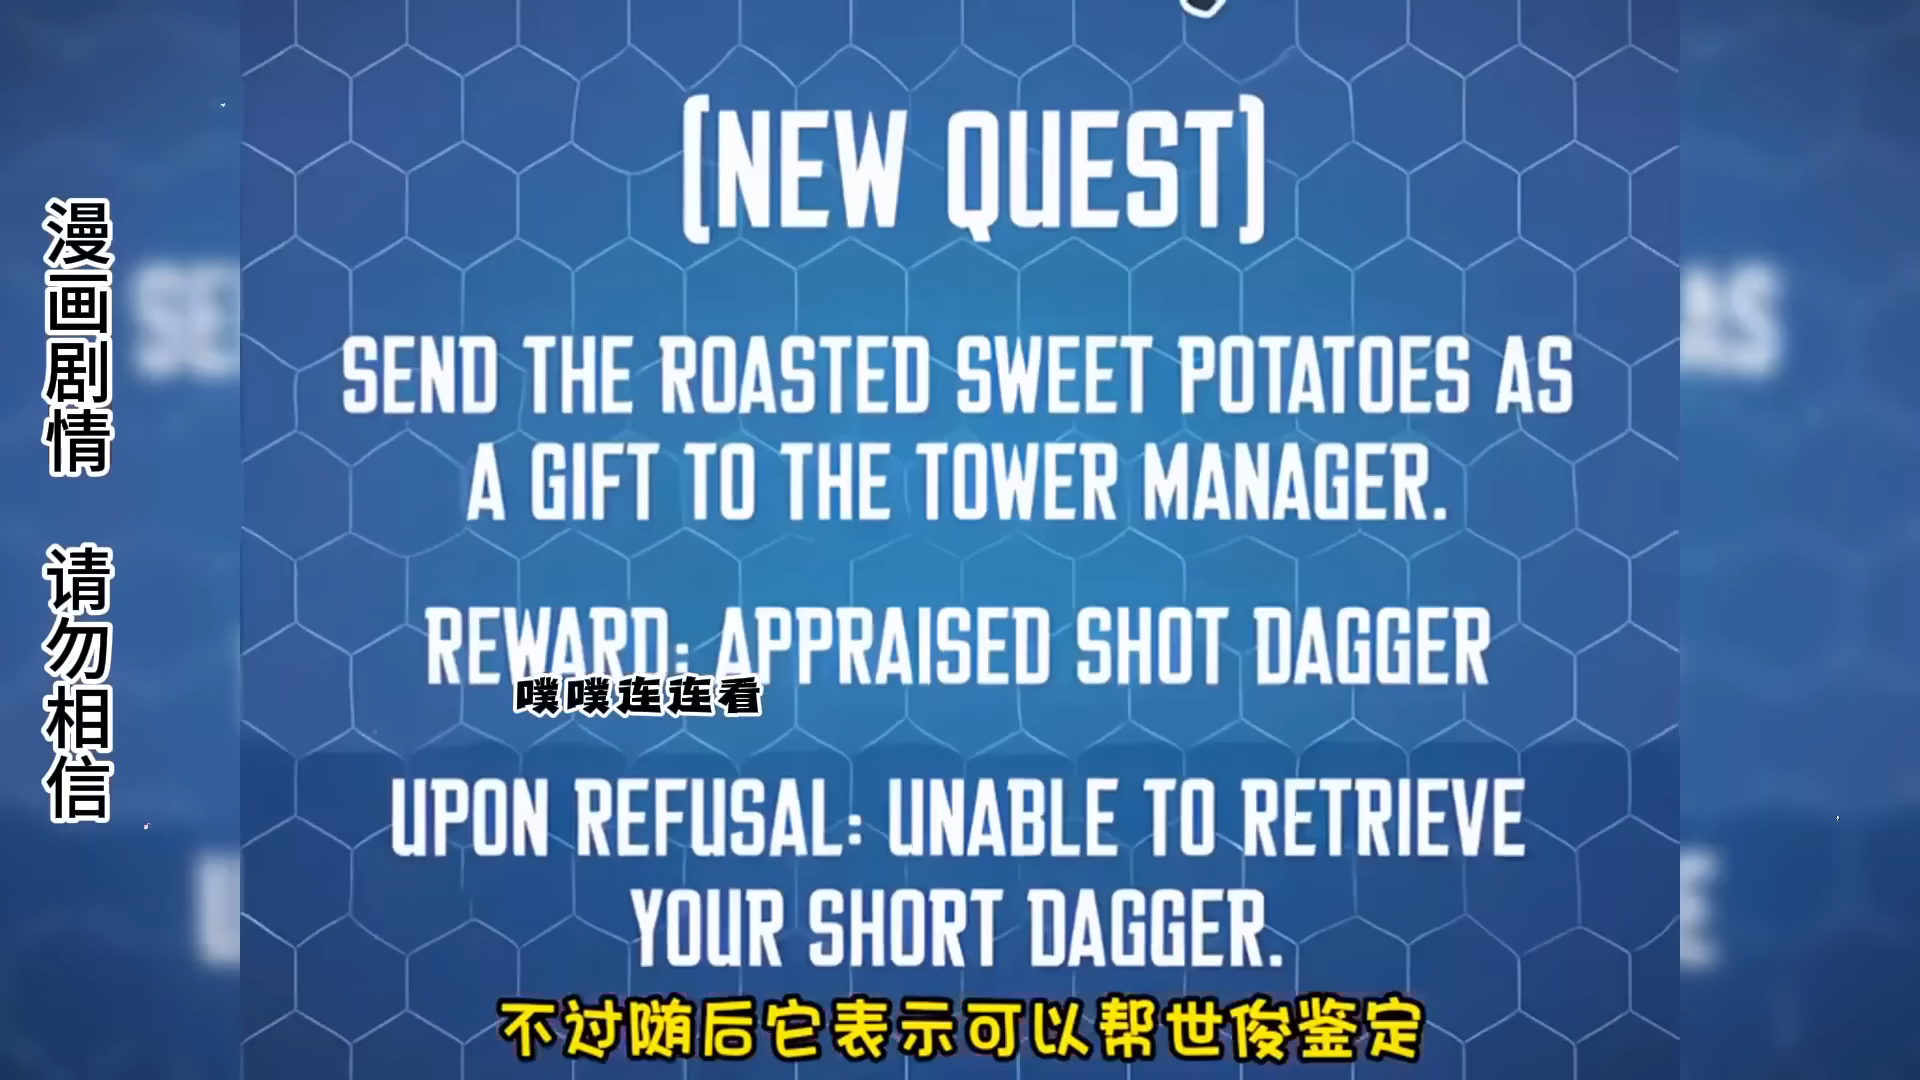 [NEW QUEST]
SEND THE ROASTED SWEET POTATOES AS
A GIFT TO THE TOWER MANAGER.
REWARD: APPRAISED SHOT DAGGER
噗噗连连看
UPON REFUSAL: UNABLE TO RETRIEVE
YOUR SHORT DAGGER.
不过随后它表示可以帮世俊鉴定
漫画剧情 请勿相信